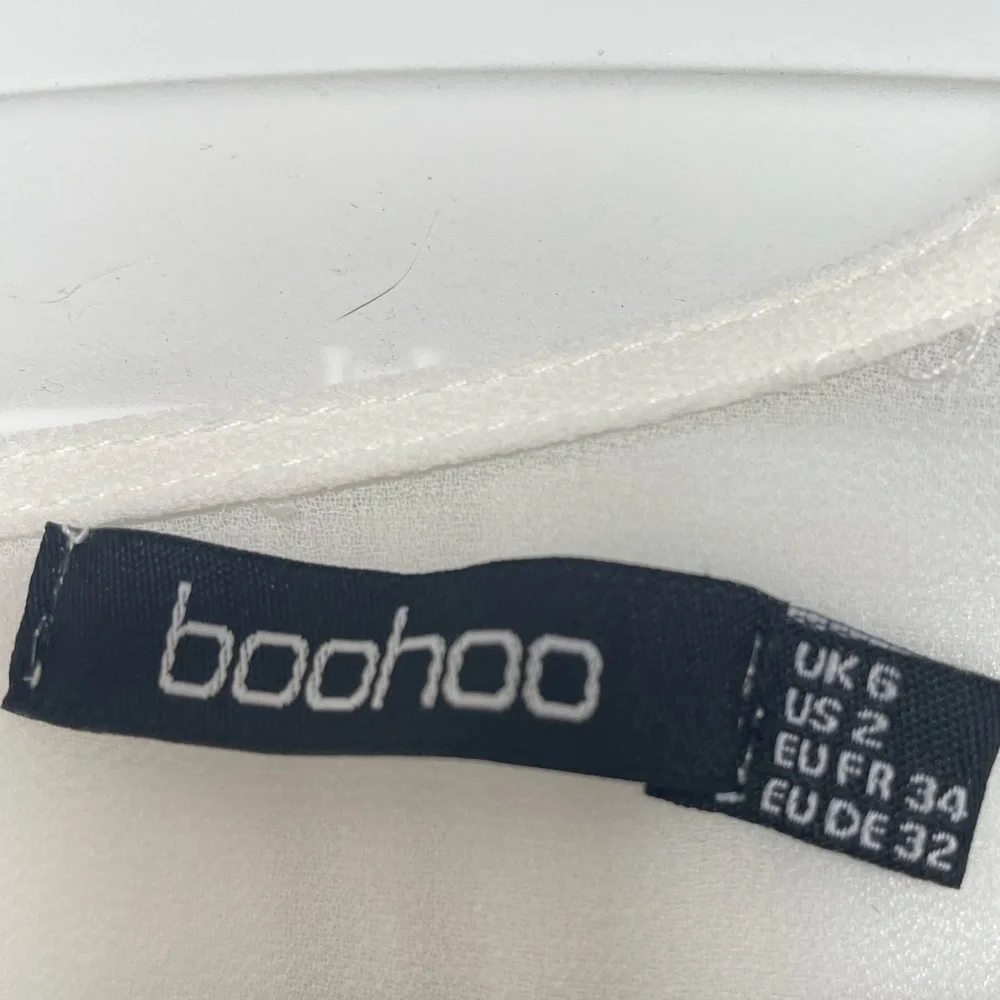 boohoo
UK 6
US 2
EU FR 34
EU DE 32